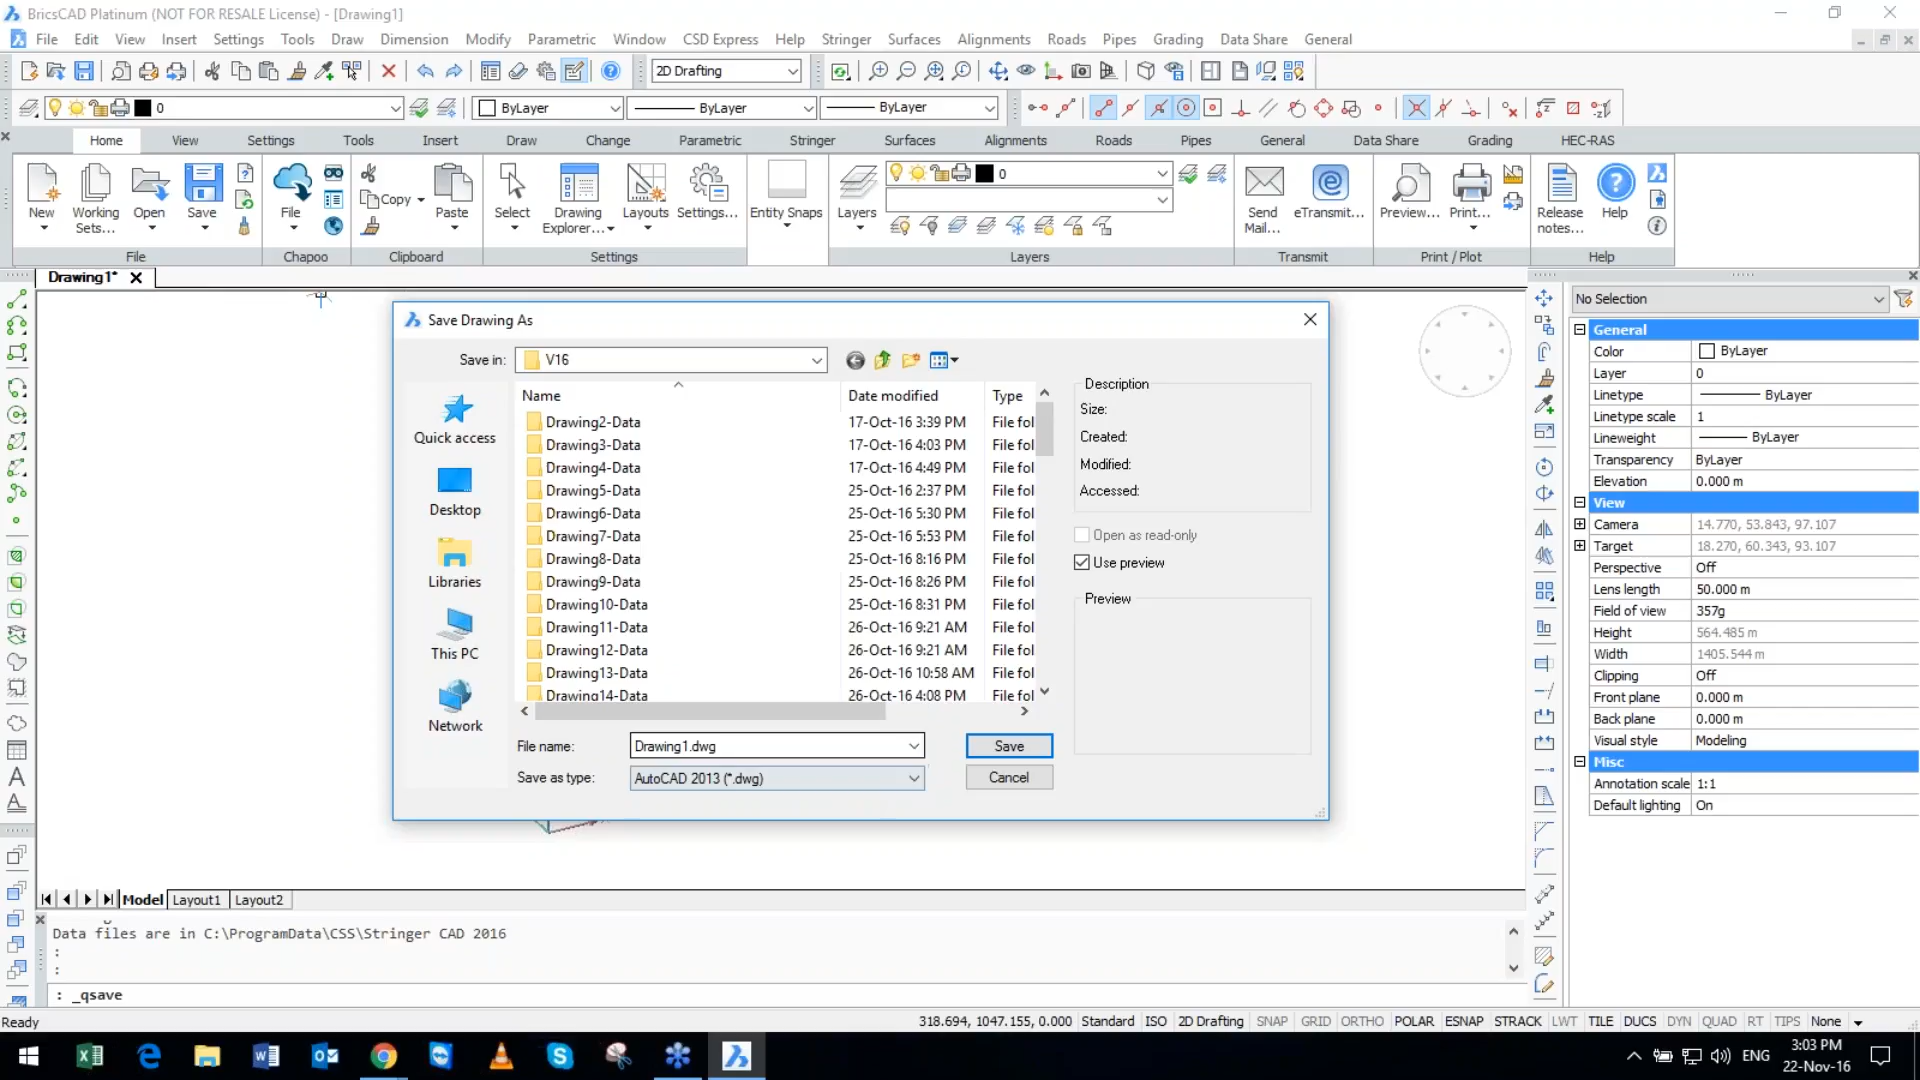 BricsCAD Platinum (NOT FOR RESALE License) - [Drawing1]
File Edit View Insert Settings Tools Draw Dimension Modify Parametric Window CSD Express Help Stringer Surfaces Alignments Roads Pipes Grading Data Share General
2D Drafting
0 ByLayer ByLayer ByLayer
Home View Settings Tools Insert Draw Change Parametric Stringer Surfaces Alignments Roads Pipes General Data Share Grading HEC-RAS
0
Copy
New Working Sets... Open Save File Paste Select Drawing Explorer... Layouts Settings... Entity Snaps Layers Send Mail... eTransmit... Preview... Print... Release notes... Help
File Chapoo Clipboard Settings Layers Transmit Print / Plot Help
Drawing1*
Save Drawing As
Save in: V16
Name Date modified Type
Drawing2-Data 17-Oct-16 3:39 PM File fol
Drawing3-Data 17-Oct-16 4:03 PM File fol
Drawing4-Data 17-Oct-16 4:49 PM File fol
Drawing5-Data 25-Oct-16 2:37 PM File fol
Drawing6-Data 25-Oct-16 5:30 PM File fol
Drawing7-Data 25-Oct-16 5:53 PM File fol
Drawing8-Data 25-Oct-16 8:16 PM File fol
Drawing9-Data 25-Oct-16 8:26 PM File fol
Drawing10-Data 25-Oct-16 8:31 PM File fol
Drawing11-Data 26-Oct-16 9:21 AM File fol
Drawing12-Data 26-Oct-16 9:21 AM File fol
Drawing13-Data 26-Oct-16 10:58 AM File fol
Drawing14-Data 26-Oct-16 4:08 PM File fol
Quick access
Desktop
Libraries
This PC
Network
File name: Drawing1.dwg Save
Save as type: AutoCAD 2013 (*.dwg) Cancel
Description
Size:
Created:
Modified:
Accessed:
Open as read-only
Use preview
Preview
No Selection
General
Color ByLayer
Layer 0
Linetype ByLayer
Linetype scale 1
Lineweight ByLayer
Transparency ByLayer
Elevation 0.000 m
View
Camera 14.770, 53.843, 97.107
Target 18.270, 60.343, 93.107
Perspective Off
Lens length 50.000 m
Field of view 357g
Height 564.485 m
Width 1405.544 m
Clipping Off
Front plane 0.000 m
Back plane 0.000 m
Visual style Modeling
Misc
Annotation scale 1:1
Default lighting On
Model Layout1 Layout2
Data files are in C:\ProgramData\CSS\Stringer CAD 2016
:
:
: _qsave
Ready 318.694, 1047.155, 0.000 Standard ISO 2D Drafting SNAP GRID ORTHO POLAR ESNAP STRACK LWT TILE DUCS DYN QUAD RT TIPS None
ENG 3:03 PM
22-Nov-16